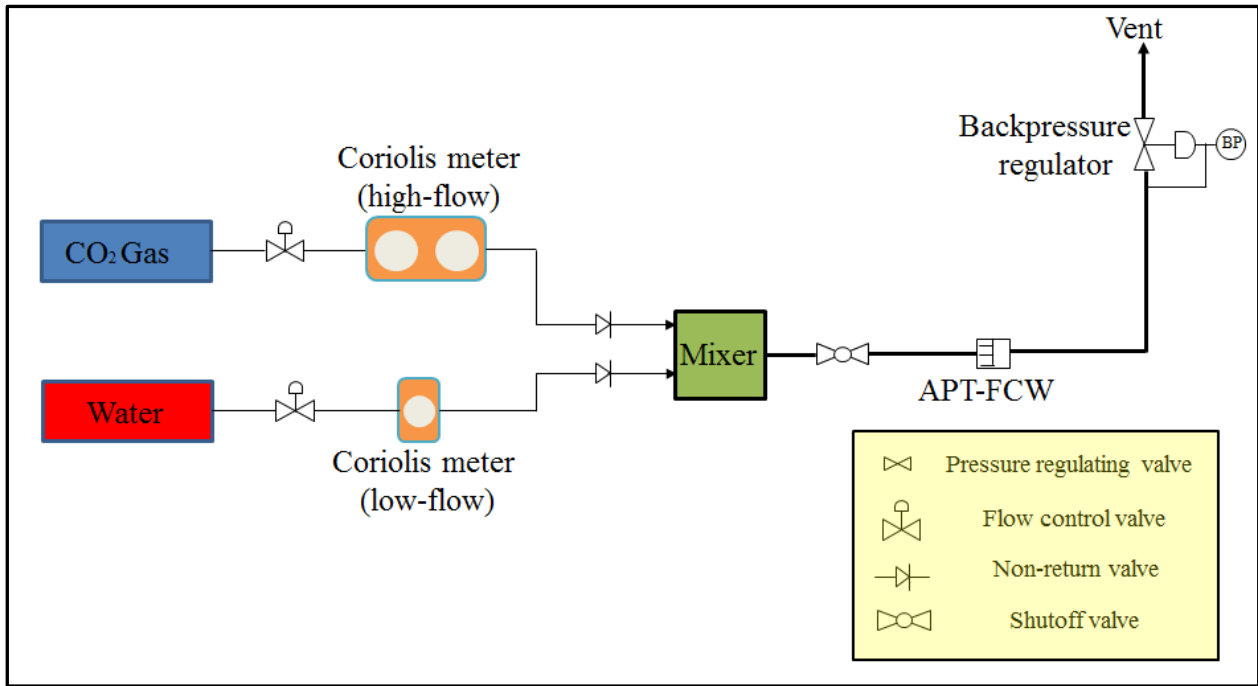 Vent
Backpressure
regulator
BP
Coriolis meter
(high-flow)
CO₂ Gas
Mixer
APT-FCW
Water
Coriolis meter
(low-flow)
Pressure regulating valve
Flow control valve
Non-return valve
Shutoff valve